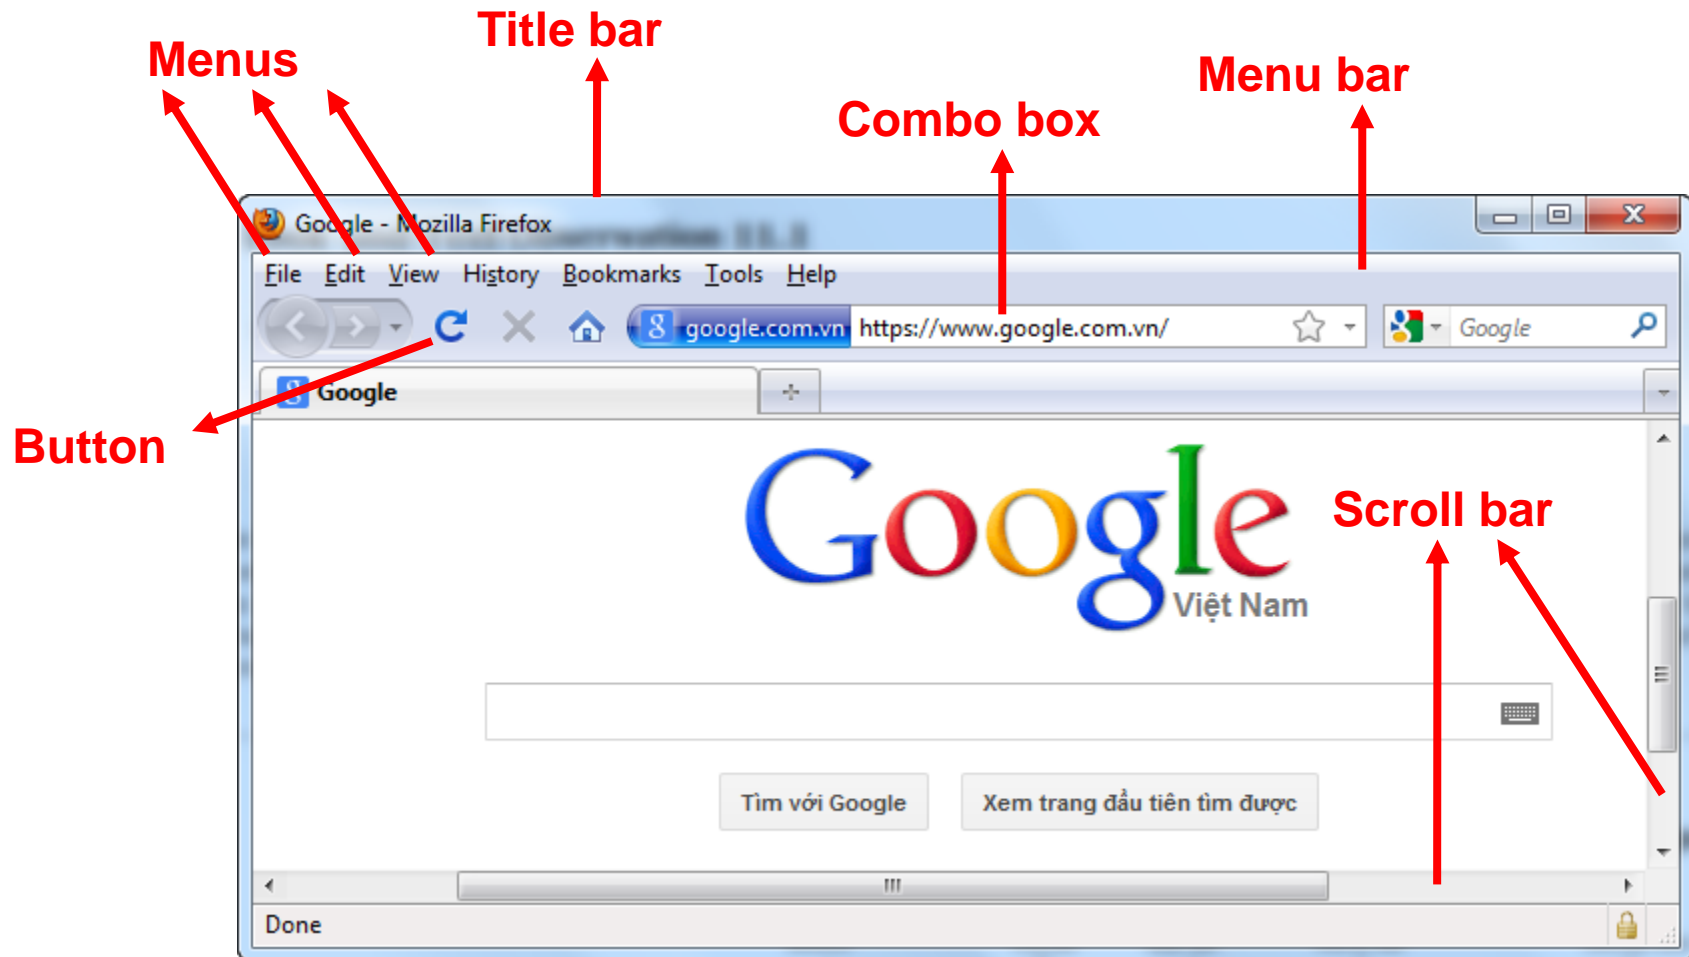 Title bar
Menus
Menu bar
Combo box
Google - Mozilla Firefox
11.1
File Edit View History Bookmarks Tools Help
google.com.vn https://www.google.com.vn/ Google
Google
Button
Google
Việt Nam
Scroll bar
Tìm với Google Xem trang đầu tiên tìm được
Done